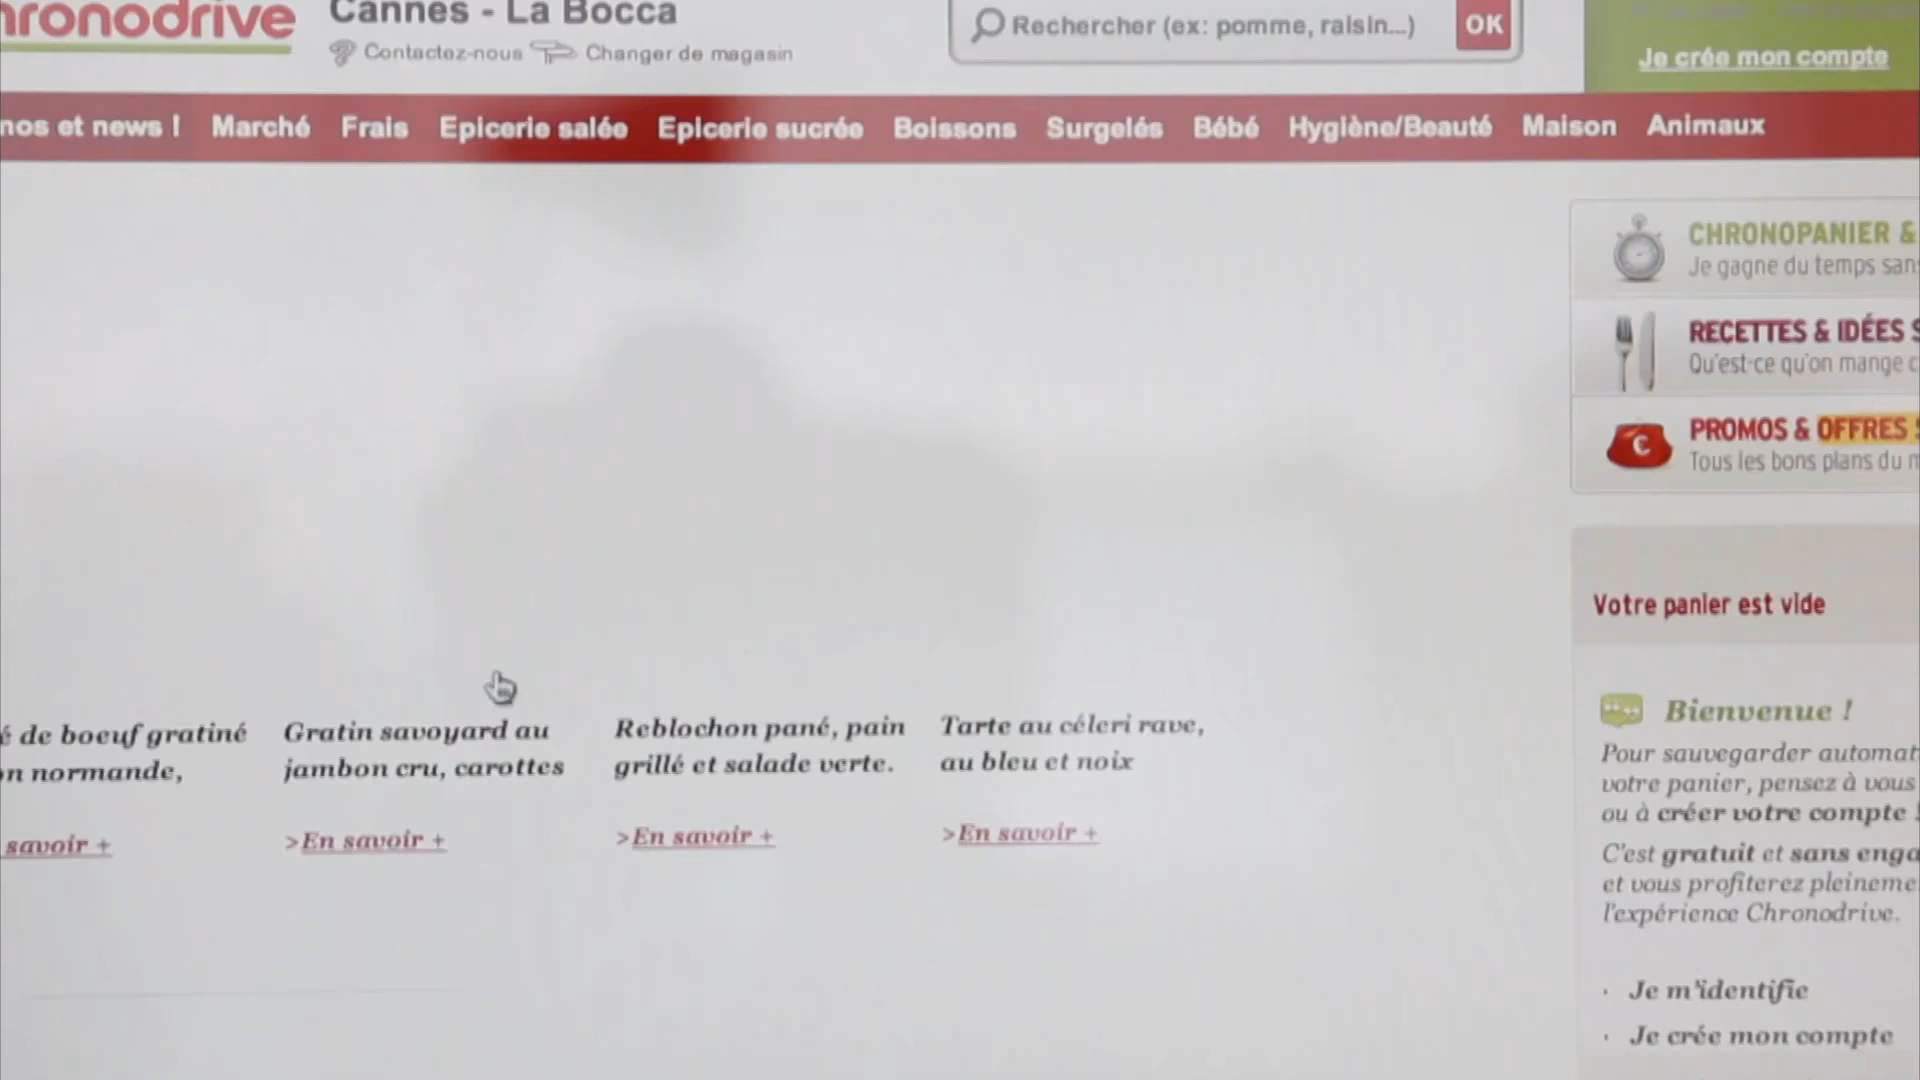 hronodrive
Cannes - La Bocca
Contactez-nous
Changer de magasin
Rechercher (ex: pomme, raisin...)
OK
Je crée mon compte
nos et news !
Marché
Frais
Epicerie salée
Epicerie sucrée
Boissons
Surgelés
Bébé
Hygiène/Beauté
Maison
Animaux
CHRONOPANIER &
Je gagne du temps sans
RECETTES & IDÉES S
Qu'est-ce qu'on mange c
PROMOS & OFFRES S
Tous les bons plans du m
Votre panier est vide
é de boeuf gratiné
on normande,
savoir +
Gratin savoyard au
jambon cru, carottes
>En savoir +
Reblochon pané, pain
grillé et salade verte.
>En savoir +
Tarte au céleri rave,
au bleu et noix
>En savoir +
Bienvenue !
Pour sauvegarder automat
votre panier, pensez à vous
ou à créer votre compte !
C'est gratuit et sans enga
et vous profiterez pleineme
l'expérience Chronodrive.
· Je m'identifie
· Je crée mon compte